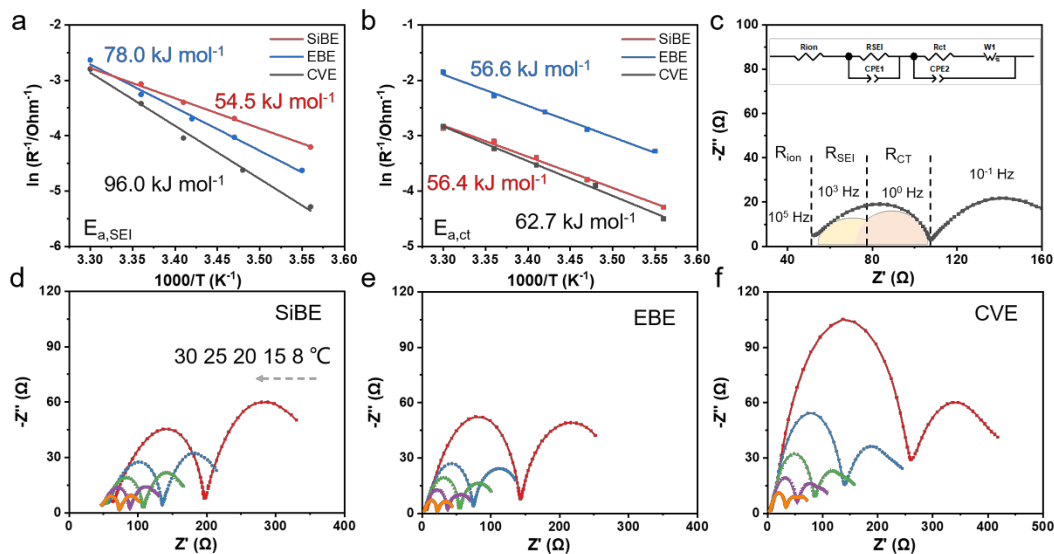 a
-1
-2
-3
-4
-5
-6
ln (R⁻¹/Ohm⁻¹)
SiBE
EBE
CVE
78.0 kJ mol⁻¹
54.5 kJ mol⁻¹
96.0 kJ mol⁻¹
Eₐ,SEI
3.30 3.35 3.40 3.45 3.50 3.55 3.60
1000/T (K⁻¹)
b
-1
-2
-3
-4
-5
ln (R⁻¹/Ohm⁻¹)
SiBE
EBE
CVE
56.6 kJ mol⁻¹
56.4 kJ mol⁻¹
62.7 kJ mol⁻¹
Eₐ,ct
3.30 3.35 3.40 3.45 3.50 3.55 3.60
1000/T (K⁻¹)
c
100
80
60
40
20
0
-Z'' (Ω)
Rion RSEI Rct W1
s
CPE1 CPE2
R_ion R_SEI R_CT
10⁵ Hz 10³ Hz 10⁰ Hz 10⁻¹ Hz
40 80 120 160
Z' (Ω)
d
120
90
60
30
0
-Z'' (Ω)
SiBE
30 25 20 15 8 ℃
0 100 200 300 400
Z' (Ω)
e
120
90
60
30
0
-Z'' (Ω)
EBE
0 100 200 300 400
Z' (Ω)
f
120
90
60
30
0
-Z'' (Ω)
CVE
0 100 200 300 400 500
Z' (Ω)